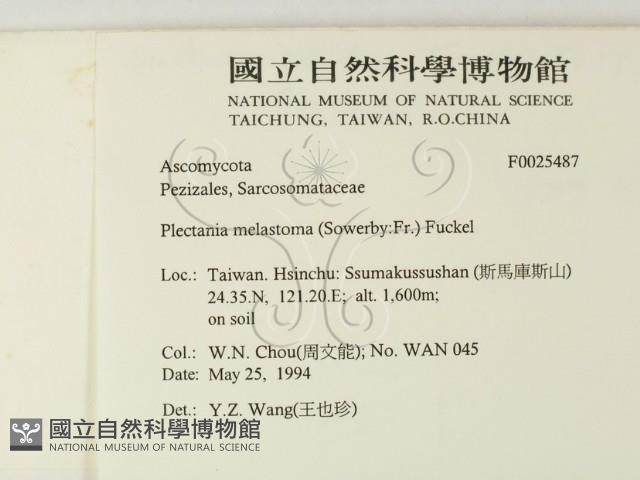 國立自然科學博物館
NATIONAL MUSEUM OF NATURAL SCIENCE
TAICHUNG, TAIWAN, R.O.CHINA
Ascomycota F0025487
Pezizales, Sarcosomataceae
Plectania melastoma (Sowerby:Fr.) Fuckel
Loc.: Taiwan. Hsinchu: Ssumakussushan (斯馬庫斯山)
24.35.N, 121.20.E; alt. 1,600m;
on soil
Col.: W.N. Chou(周文能); No. WAN 045
Date: May 25, 1994
Det.: Y.Z. Wang(王也珍)
國立自然科學博物館
NATIONAL MUSEUM OF NATURAL SCIENCE